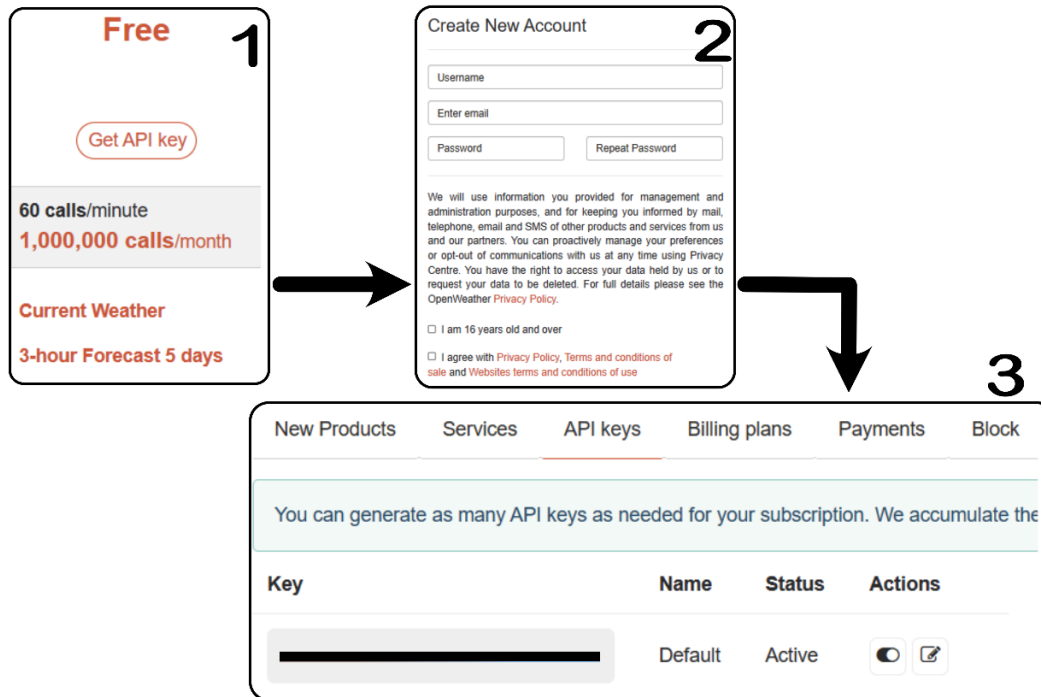 Free
1
Get API key
60 calls/minute
1,000,000 calls/month
Current Weather
3-hour Forecast 5 days
Create New Account
2
Username
Enter email
Password
Repeat Password
We will use information you provided for management and
administration purposes, and for keeping you informed by mail,
telephone, email and SMS of other products and services from us
and our partners. You can proactively manage your preferences
or opt-out of communications with us at any time using Privacy
Centre. You have the right to access your data held by us or to
request your data to be deleted. For full details please see the
OpenWeather Privacy Policy.
I am 16 years old and over
I agree with Privacy Policy, Terms and conditions of
sale and Websites terms and conditions of use
3
New Products Services API keys Billing plans Payments Block
You can generate as many API keys as needed for your subscription. We accumulate the
Key Name Status Actions
Default Active